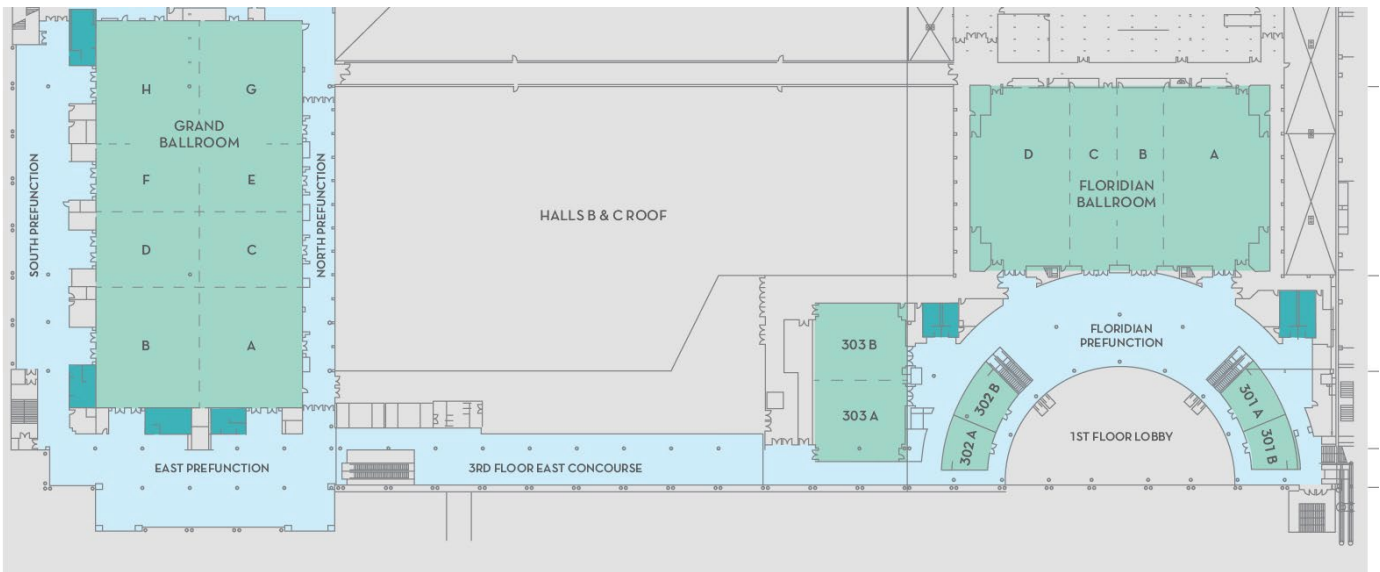 H
G
GRAND
BALLROOM
F
E
D
C
B
A
SOUTH PREFUNCTION
NORTH PREFUNCTION
EAST PREFUNCTION
HALLS B & C ROOF
3RD FLOOR EAST CONCOURSE
303 B
303 A
D
C
B
A
FLORIDIAN
BALLROOM
FLORIDIAN
PREFUNCTION
302 B
302 A
1ST FLOOR LOBBY
301 A
301 B